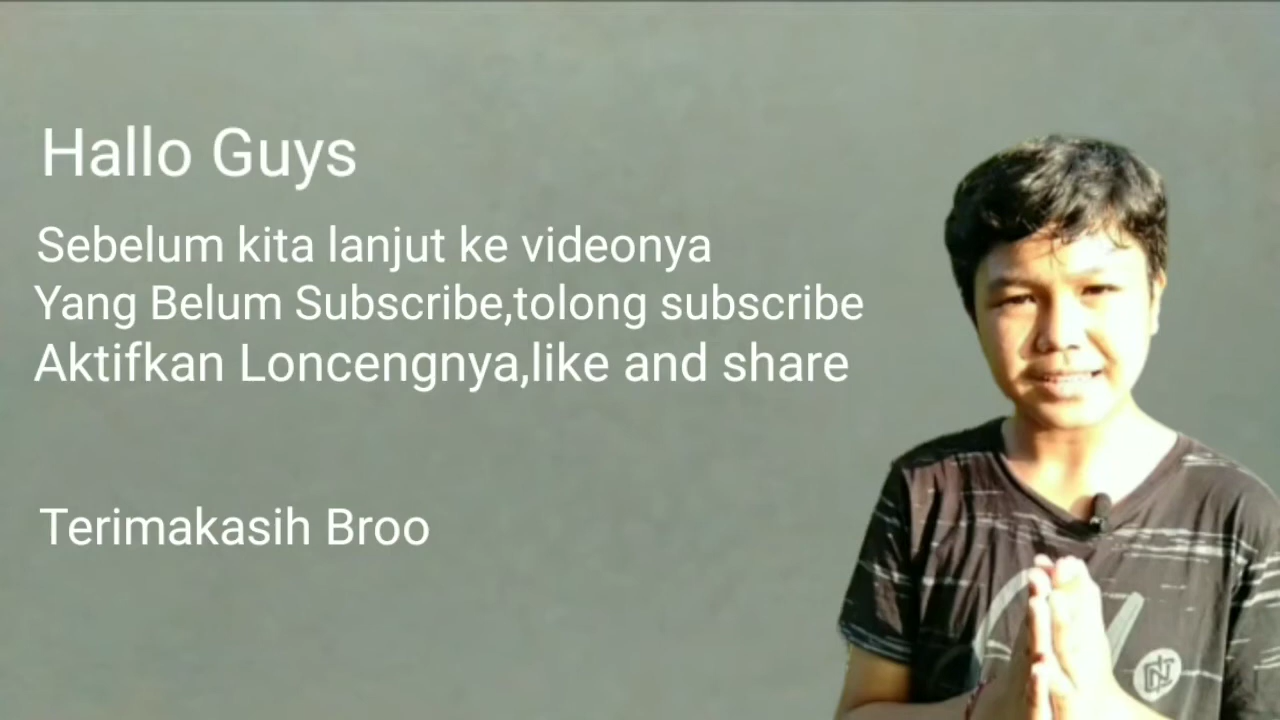 Hallo Guys
Sebelum kita lanjut ke videonya
Yang Belum Subscribe,tolong subscribe
Aktifkan Loncengnya,like and share
Terimakasih Broo